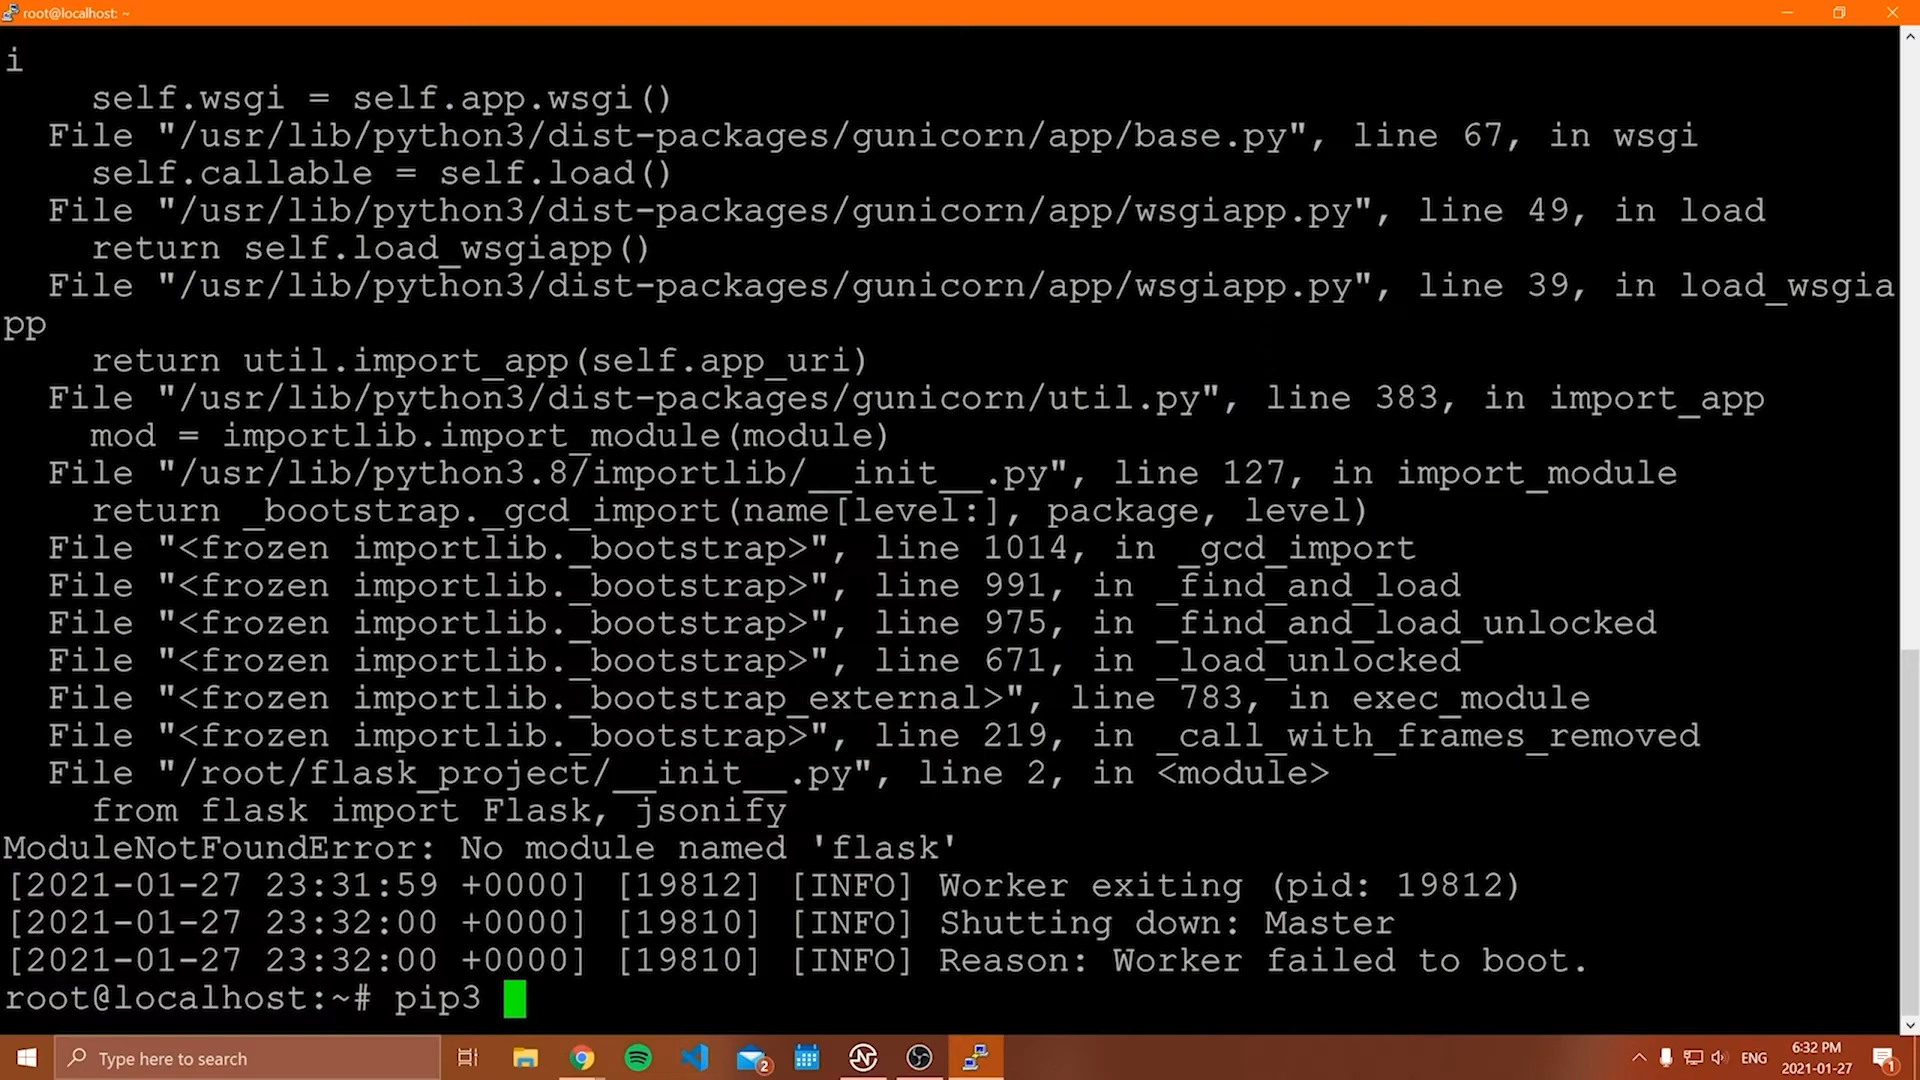 root@localhost: ~
i
self.wsgi = self.app.wsgi()
File "/usr/lib/python3/dist-packages/gunicorn/app/base.py", line 67, in wsgi
self.callable = self.load()
File "/usr/lib/python3/dist-packages/gunicorn/app/wsgiapp.py", line 49, in load
return self.load_wsgiapp()
File "/usr/lib/python3/dist-packages/gunicorn/app/wsgiapp.py", line 39, in load_wsgia
pp
return util.import_app(self.app_uri)
File "/usr/lib/python3/dist-packages/gunicorn/util.py", line 383, in import_app
mod = importlib.import_module(module)
File "/usr/lib/python3.8/importlib/__init__.py", line 127, in import_module
return _bootstrap._gcd_import(name[level:], package, level)
File "<frozen importlib._bootstrap>", line 1014, in _gcd_import
File "<frozen importlib._bootstrap>", line 991, in _find_and_load
File "<frozen importlib._bootstrap>", line 975, in _find_and_load_unlocked
File "<frozen importlib._bootstrap>", line 671, in _load_unlocked
File "<frozen importlib._bootstrap_external>", line 783, in exec_module
File "<frozen importlib._bootstrap>", line 219, in _call_with_frames_removed
File "/root/flask_project/__init__.py", line 2, in <module>
from flask import Flask, jsonify
ModuleNotFoundError: No module named 'flask'
[2021-01-27 23:31:59 +0000] [19812] [INFO] Worker exiting (pid: 19812)
[2021-01-27 23:32:00 +0000] [19810] [INFO] Shutting down: Master
[2021-01-27 23:32:00 +0000] [19810] [INFO] Reason: Worker failed to boot.
root@localhost:~# pip3
Type here to search
2
ENG
6:32 PM
2021-01-27
1